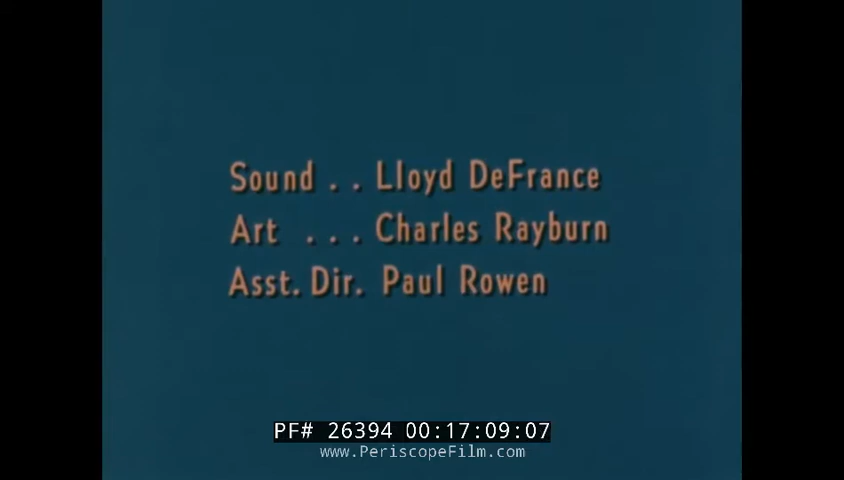 Sound . . Lloyd DeFrance
Art . . . Charles Rayburn
Asst. Dir. Paul Rowen
PF# 26394 00:17:09:07
www.PeriscopeFilm.com